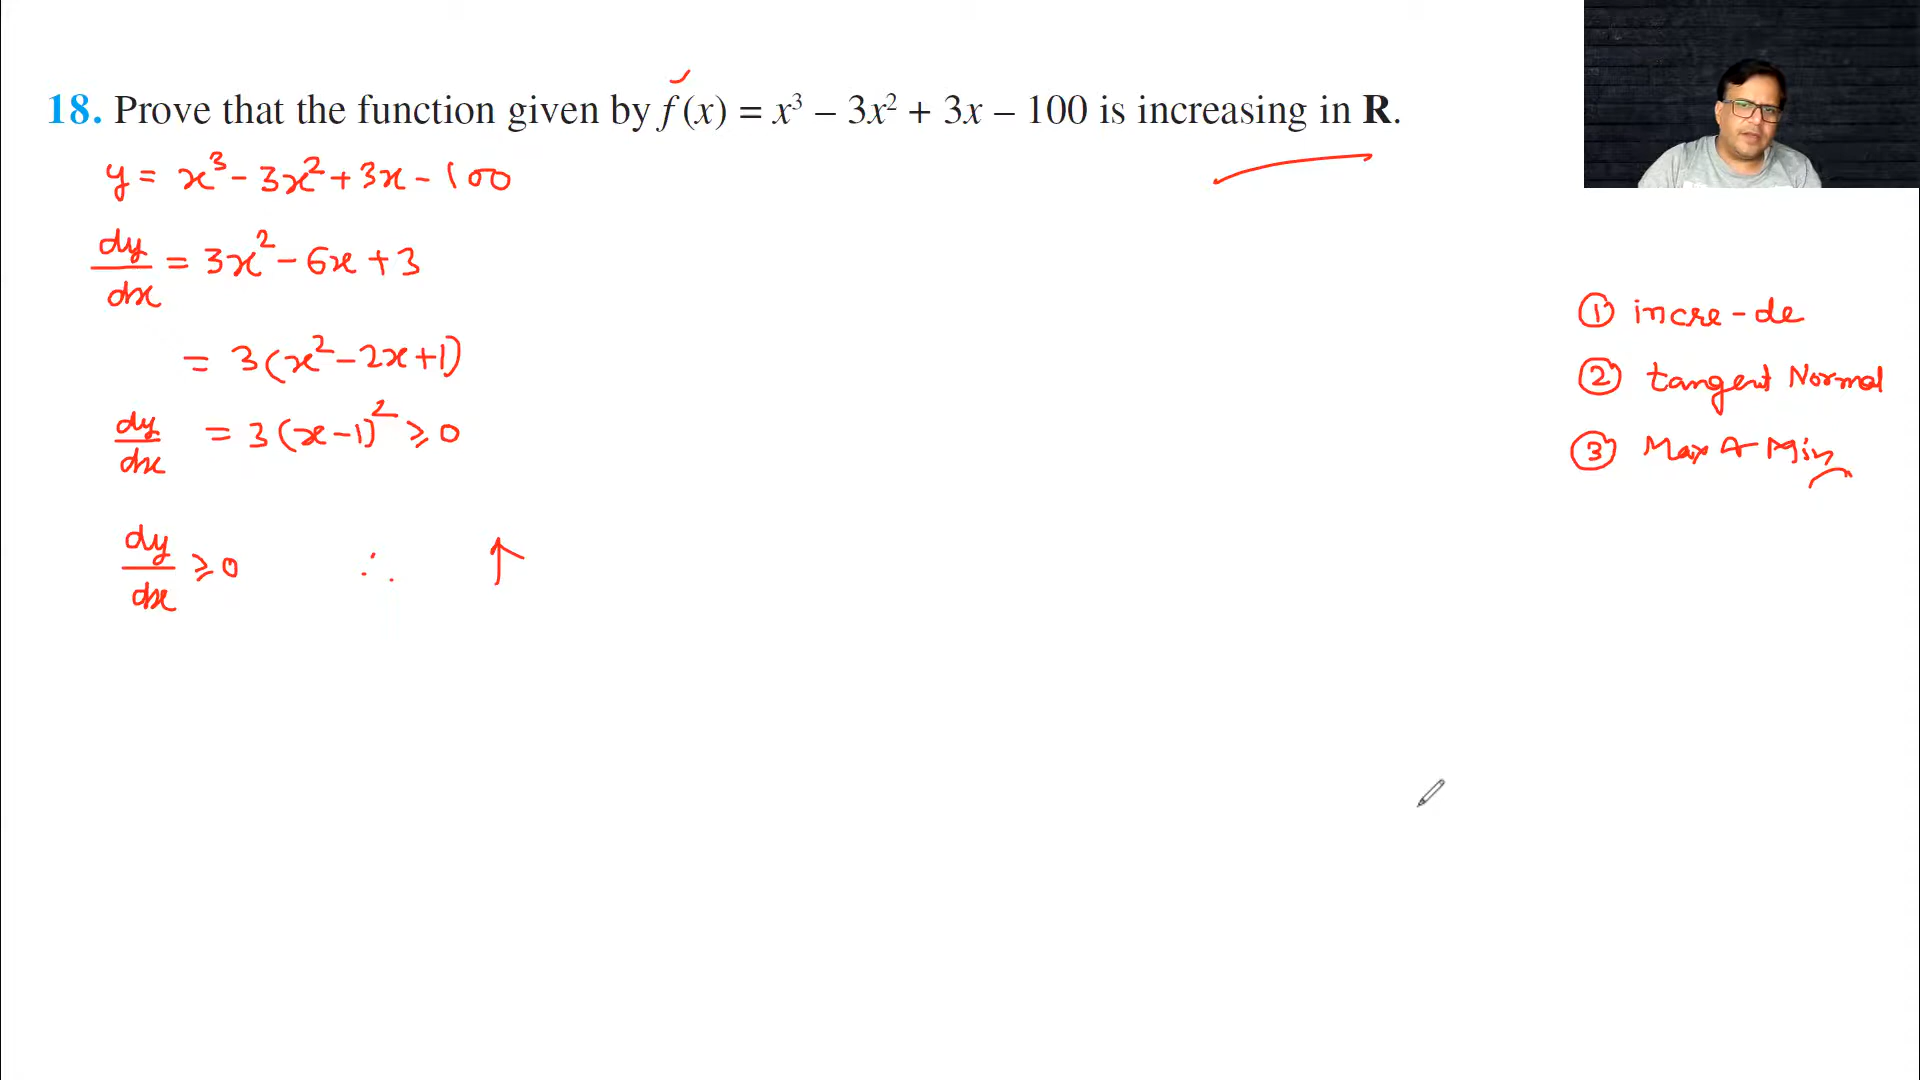 18. Prove that the function given by f (x) = x³ – 3x² + 3x – 100 is increasing in R.
y = x³ - 3x² + 3x - 100
dy/dx = 3x² - 6x + 3
= 3(x² - 2x + 1)
dy/dx = 3(x - 1)² ⩾ 0
dy/dx ⩾ 0 ∴ ↑
① incre - de
② tangent Normal
③ Max & Min